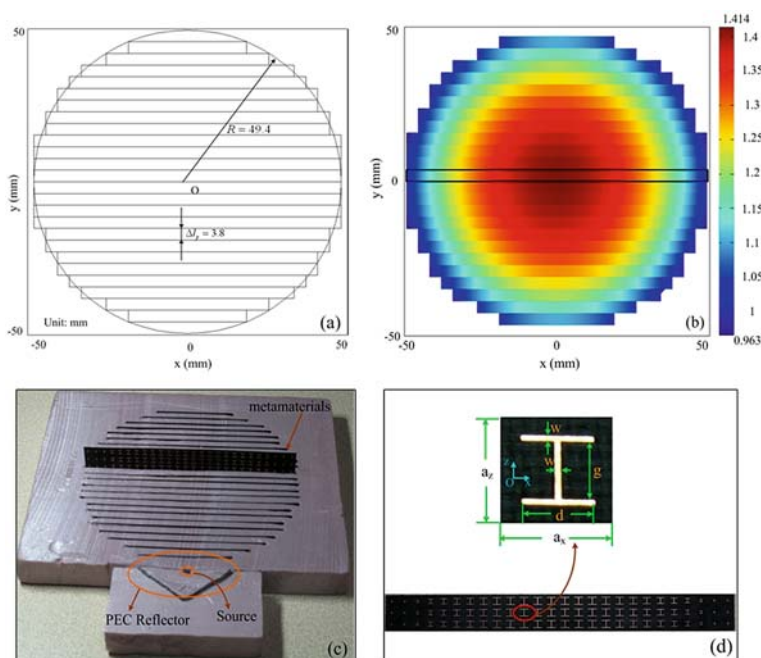 50
y (mm)
0
-50
R = 49.4
O
Δlᵧ = 3.8
Unit: mm
(a)
-50
0
50
x (mm)
50
y (mm)
0
-50
(b)
-50
0
50
x (mm)
1.414
1.4
1.35
1.3
1.25
1.2
1.15
1.1
1.05
1
0.963
metamaterials
PEC Reflector
Source
(c)
w
w
z
O
x
g
d
a_z
a_x
(d)